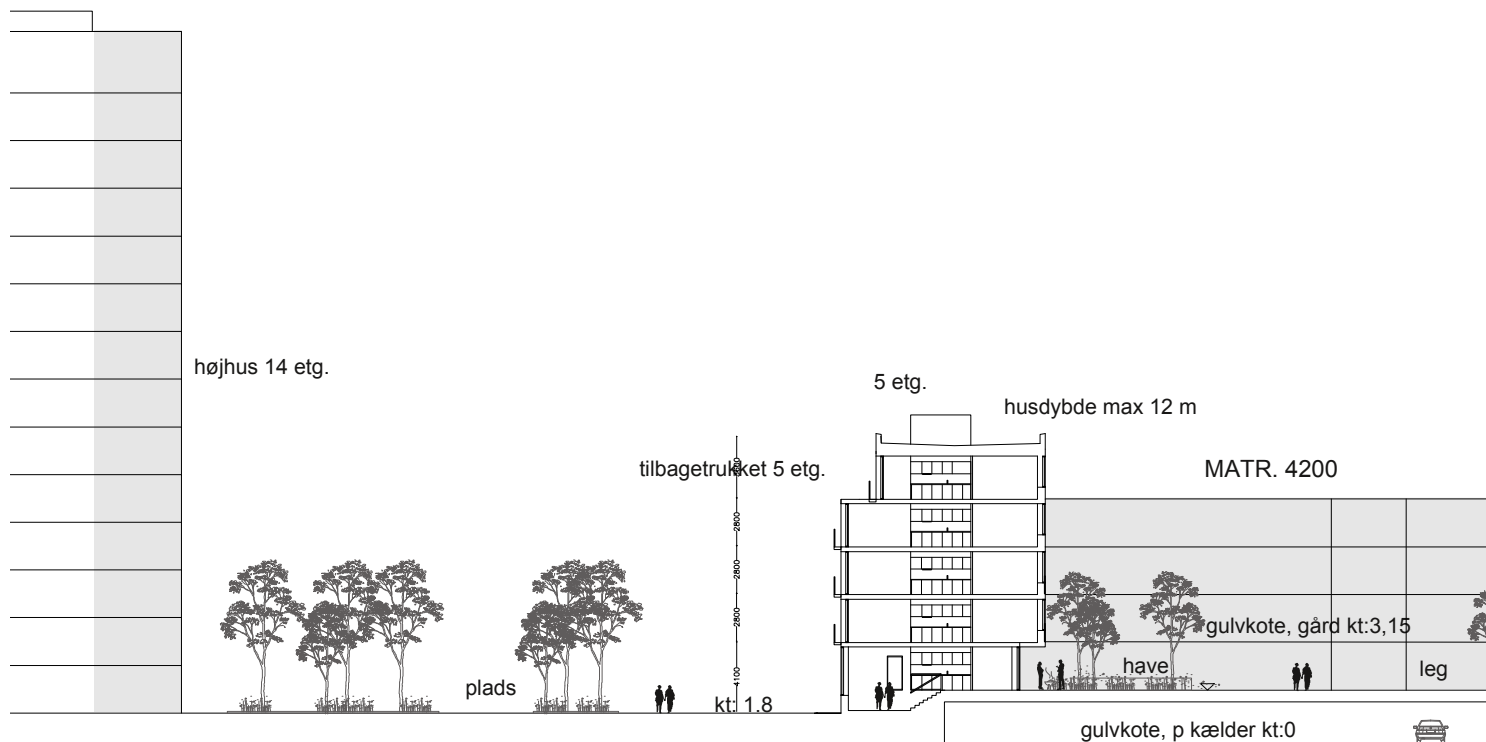 højhus 14 etg.
5 etg.
husdybde max 12 m
tilbagetrukket 5 etg.
MATR. 4200
2800
2800
2800
4100
gulvkote, gård kt:3,15
have
leg
plads
kt: 1.8
gulvkote, p kælder kt:0